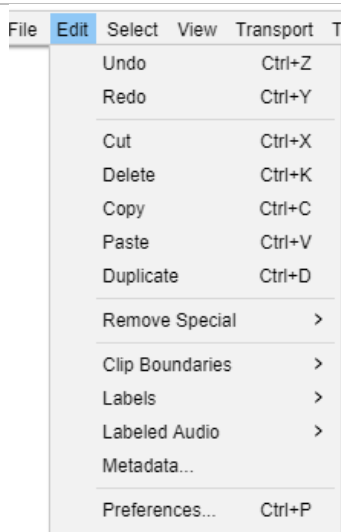 File Edit Select View Transport T
Undo Ctrl+Z
Redo Ctrl+Y
Cut Ctrl+X
Delete Ctrl+K
Copy Ctrl+C
Paste Ctrl+V
Duplicate Ctrl+D
Remove Special >
Clip Boundaries >
Labels >
Labeled Audio >
Metadata...
Preferences... Ctrl+P